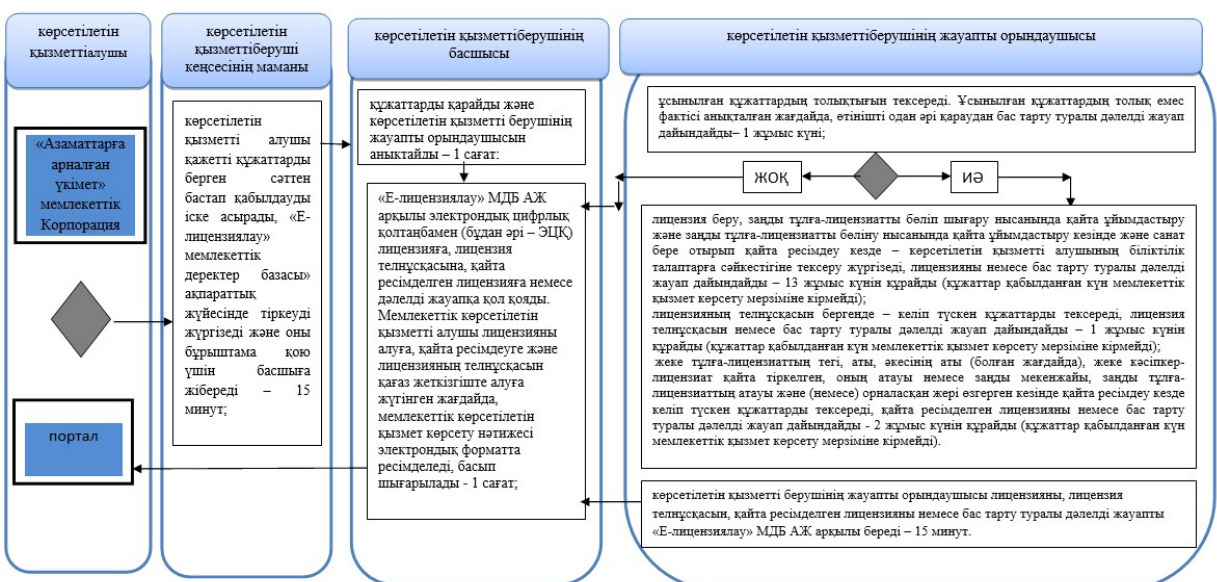 көрсетілетін
қызметтіалушы
«Азаматтарға
арналған
үкімет»
мемлекеттік
Корпорация
портал
көрсетілетін
қызметтіберуші
кеңсесінің маманы
көрсетілетін
қызметті алушы
қажетті құжаттарды
берген сәттен
бастап қабылдауды
іске асырады, «Е-
лицензиялау»
мемлекеттік
деректер базасы»
ақпараттық
жүйесінде тіркеуді
жүргізеді және оны
бұрыштама қою
үшін басшыға
жібереді – 15
минут;
көрсетілетін қызметтіберушінің
басшысы
құжаттарды қарайды және
көрсетілетін қызметті берушінің
жауапты орындаушысын
анықтайды – 1 сағат:
«Е-лицензиялау» МДБ АЖ
арқылы электрондық цифрлық
қолтаңбамен (бұдан әрі – ЭЦҚ)
лицензияға, лицензия
телнұсқасына, қайта
ресімделген лицензияға немесе
дәлелді жауапқа қол қояды.
Мемлекеттік көрсетілетін
қызметті алушы лицензияны
алуға, қайта ресімдеуге және
лицензияның телнұсқасын
қағаз жеткізгіште алуға
жүгінген жағдайда,
мемлекеттік көрсетілетін
қызмет көрсету нәтижесі
электрондық форматта
ресімделеді, басып
шығарылады - 1 сағат;
көрсетілетін қызметтіберушінің жауапты орындаушысы
ұсынылған құжаттардың толықтығын тексереді. Ұсынылған құжаттардың толық емес
фактісі анықталған жағдайда, өтінішті одан әрі қараудан бас тарту туралы дәлелді жауап
дайындайды– 1 жұмыс күні;
ЖОҚ
ИӘ
лицензия беру, заңды тұлға-лицензиатты бөліп шығару нысанында қайта ұйымдастыру
және заңды тұлға-лицензиатты бөліну нысанында қайта ұйымдастыру кезінде және санат
бере отырып қайта ресімдеу кезде – көрсетілетін қызметті алушының біліктілік
талаптарға сәйкестігіне тексеру жүргізеді, лицензияны немесе бас тарту туралы дәлелді
жауап дайындайды – 13 жұмыс күнін құрайды (құжаттар қабылданған күн мемлекеттік
қызмет көрсету мерзіміне кірмейді);
лицензияның телнұсқасын бергенде – келіп түскен құжаттарды тексереді, лицензия
телнұсқасын немесе бас тарту туралы дәлелді жауап дайындайды – 1 жұмыс күнін
құрайды (құжаттар қабылданған күн мемлекеттік қызмет көрсету мерзіміне кірмейді);
жеке тұлға-лицензиаттың тегі, аты, әкесінің аты (болған жағдайда), жеке кәсіпкер-
лицензиат қайта тіркелген, оның атауы немесе заңды мекенжайы, заңды тұлға-
лицензиаттың атауы және (немесе) орналасқан жері өзгерген кезінде қайта ресімдеу кезде
келіп түскен құжаттарды тексереді, қайта ресімделген лицензияны немесе бас тарту
туралы дәлелді жауап дайындайды - 2 жұмыс күнін құрайды (құжаттар қабылданған күн
мемлекеттік қызмет көрсету мерзіміне кірмейді).
көрсетілетін қызметті берушінің жауапты орындаушысы лицензияны, лицензия
телнұсқасын, қайта ресімделген лицензияны немесе бас тарту туралы дәлелді жауапты
«Е-лицензиялау» МДБ АЖ арқылы береді – 15 минут.